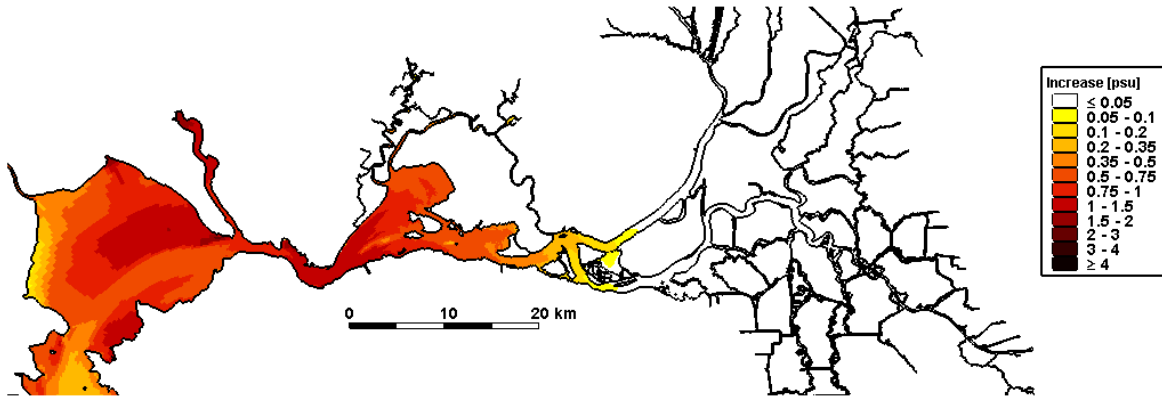 Increase [psu]
≤ 0.05
0.05 - 0.1
0.1 - 0.2
0.2 - 0.35
0.35 - 0.5
0.5 - 0.75
0.75 - 1
1 - 1.5
1.5 - 2
2 - 3
3 - 4
≥ 4
0 10 20 km